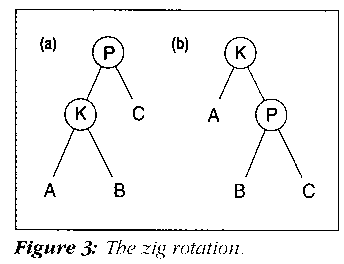 (a) (b)
P K
K C A P
A B B C
Figure 3: The zig rotation.